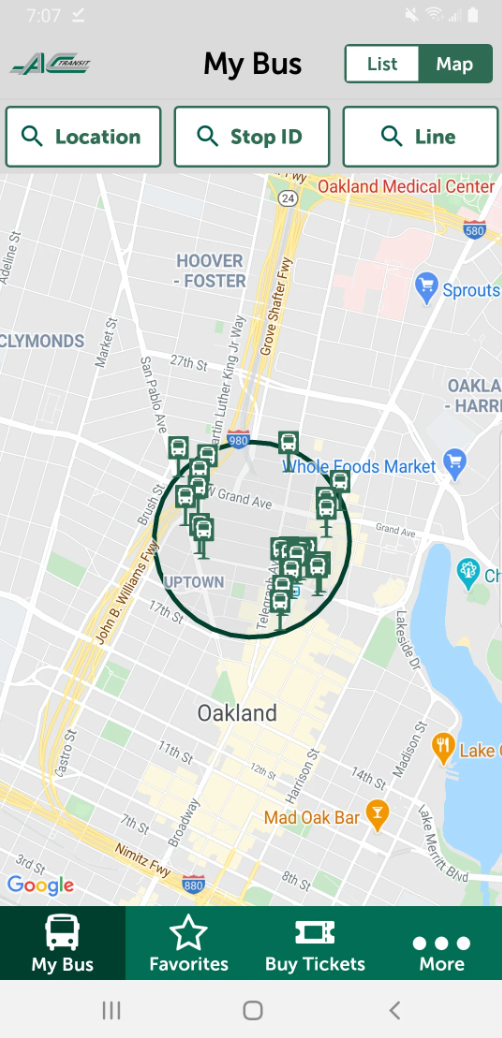 7:07
AC TRANSIT
My Bus
List
Map
Location
Stop ID
Line
Oakland Medical Center
24
580
Adeline St
HOOVER
- FOSTER
Grove Shafter Fwy
Sprouts
CLYMONDS
Market St
27th St
San Pablo Ave
Martin Luther King Jr Way
OAKLA
- HARRI
980
Whole Foods Market
Brush St
W Grand Ave
Grand Ave
John B. Williams Fwy
UPTOWN
Telegraph Av
Ch
17th St
Lakeside Dr
Oakland
Castro St
11th St
12th St
Harrison St
Madison St
14th St
Lake C
Broadway
Mad Oak Bar
7th St
Lake Merritt Blvd
Nimitz Fwy
3rd St
8th St
880
Google
My Bus
Favorites
Buy Tickets
More